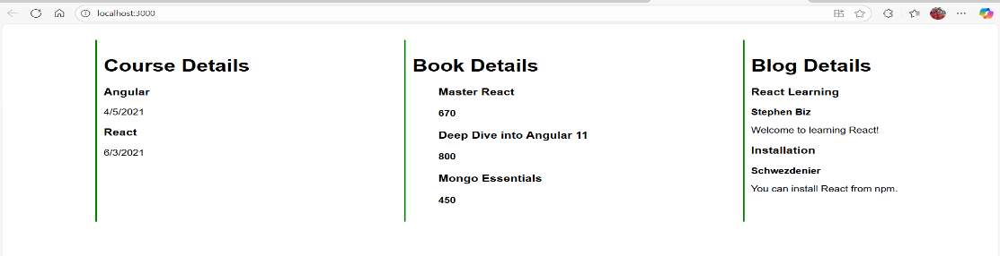 localhost:3000
Course Details
Angular
4/5/2021
React
6/3/2021
Book Details
Master React
670
Deep Dive into Angular 11
800
Mongo Essentials
450
Blog Details
React Learning
Stephen Biz
Welcome to learning React!
Installation
Schwezdenier
You can install React from npm.